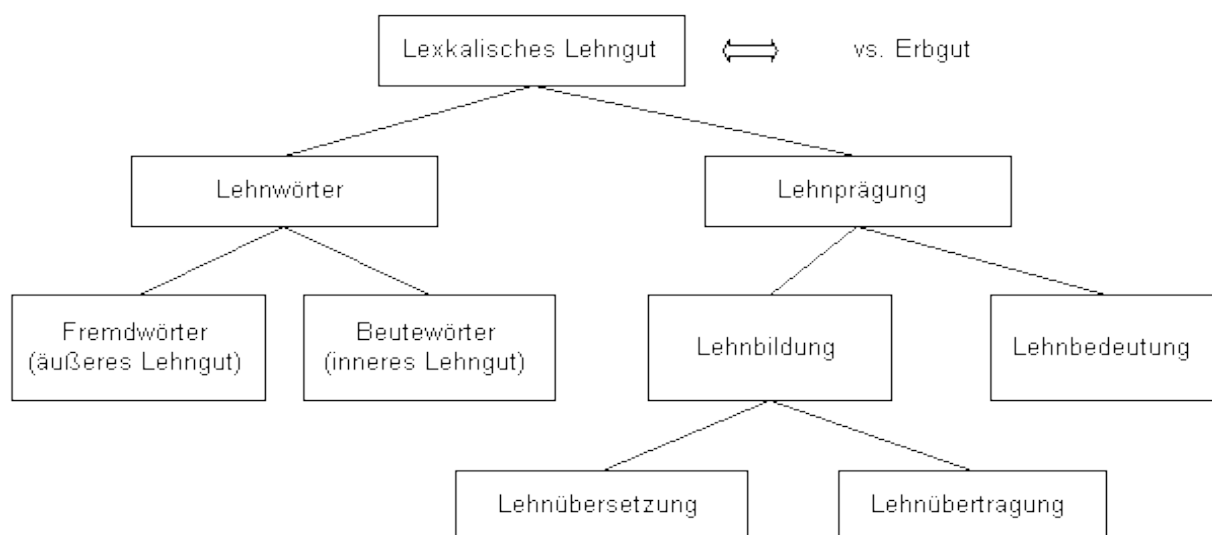 Lexkalisches Lehngut
vs. Erbgut
Lehnwörter
Lehnprägung
Fremdwörter
(äußeres Lehngut)
Beutewörter
(inneres Lehngut)
Lehnbildung
Lehnbedeutung
Lehnübersetzung
Lehnübertragung